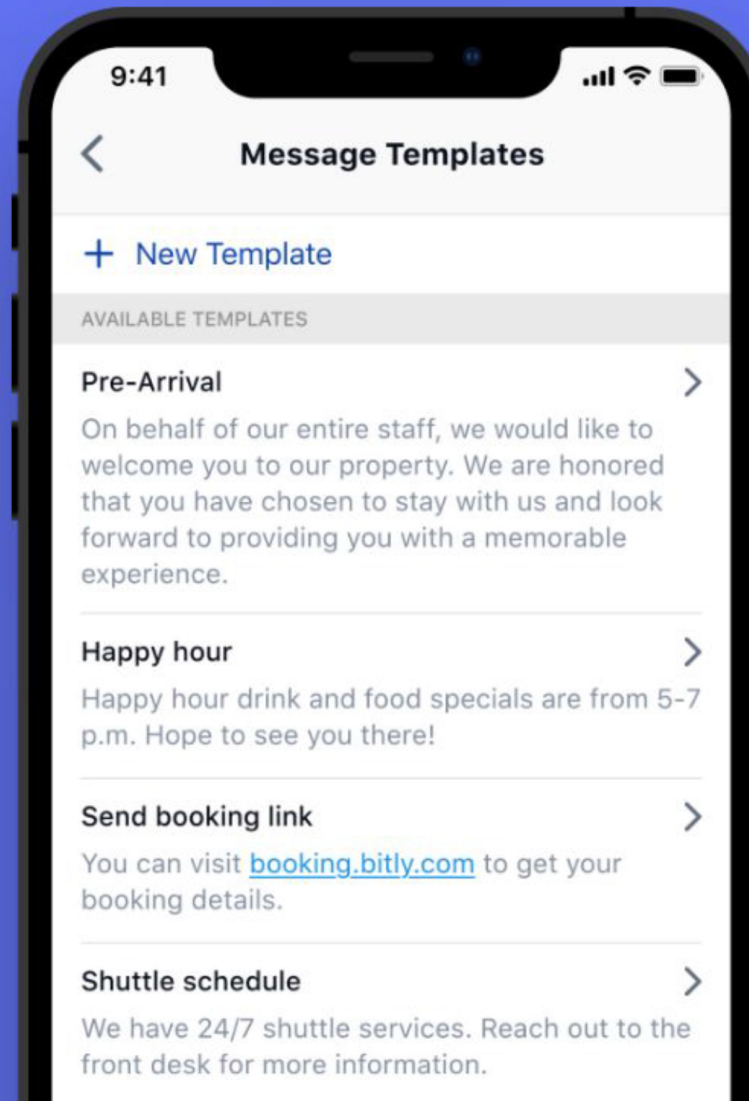 9:41
Message Templates
+ New Template
AVAILABLE TEMPLATES
Pre-Arrival
On behalf of our entire staff, we would like to
welcome you to our property. We are honored
that you have chosen to stay with us and look
forward to providing you with a memorable
experience.
Happy hour
Happy hour drink and food specials are from 5-7
p.m. Hope to see you there!
Send booking link
You can visit booking.bitly.com to get your
booking details.
Shuttle schedule
We have 24/7 shuttle services. Reach out to the
front desk for more information.